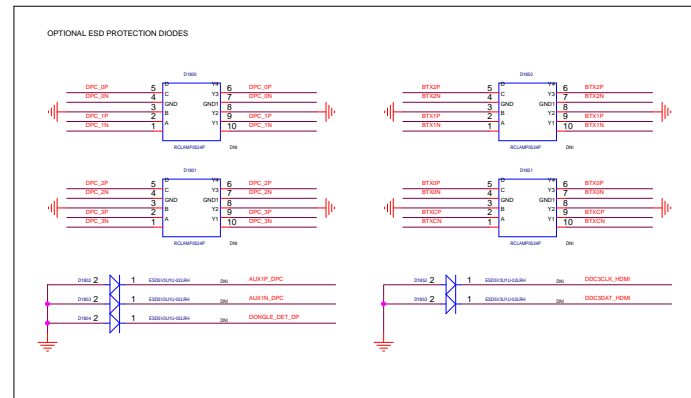 OPTIONAL ESD PROTECTION DIODES
D1800
DPC_0P 5 D Y4 6 DPC_0P
DPC_0N 4 C Y3 7 DPC_0N
3 GND GND1 8
DPC_1P 2 B Y2 9 DPC_1P
DPC_1N 1 A Y1 10 DPC_1N
RCLAMP0524P DNI
D1850
BTX2P 5 D Y4 6 BTX2P
BTX2N 4 C Y3 7 BTX2N
3 GND GND1 8
BTX1P 2 B Y2 9 BTX1P
BTX1N 1 A Y1 10 BTX1N
RCLAMP0524P DNI
D1801
DPC_2P 5 D Y4 6 DPC_2P
DPC_2N 4 C Y3 7 DPC_2N
3 GND GND1 8
DPC_3P 2 B Y2 9 DPC_3P
DPC_3N 1 A Y1 10 DPC_3N
RCLAMP0524P DNI
D1851
BTX0P 5 D Y4 6 BTX0P
BTX0N 4 C Y3 7 BTX0N
3 GND GND1 8
BTXCP 2 B Y2 9 BTXCP
BTXCN 1 A Y1 10 BTXCN
RCLAMP0524P DNI
D1802 2 1 ESD5V3U1U-02LRH DNI AUX1P_DPC
D1803 2 1 ESD5V3U1U-02LRH DNI AUX1N_DPC
D1804 2 1 ESD5V3U1U-02LRH DNI DONGLE_DET_DP
D1852 2 1 ESD5V3U1U-02LRH DNI DDC3CLK_HDMI
D1853 2 1 ESD5V3U1U-02LRH DNI DDC3DAT_HDMI